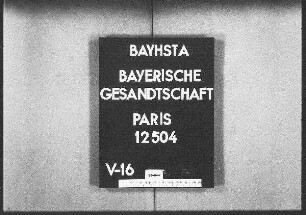 BAYHSTA
BAYERISCHE
GESANDTSCHAFT
PARIS
12504
V-16